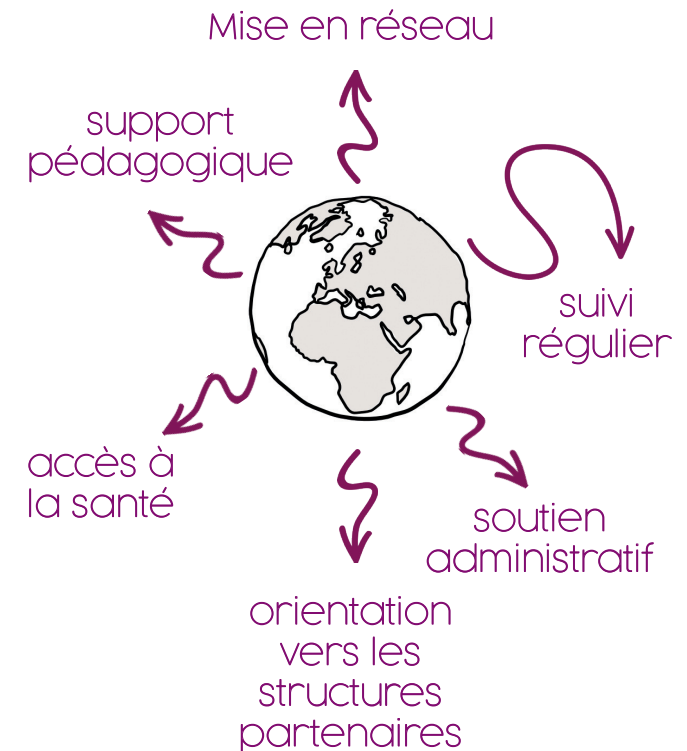 Mise en réseau
support
pédagogique
suivi
régulier
accès à
la santé
soutien
administratif
orientation
vers les
structures
partenaires